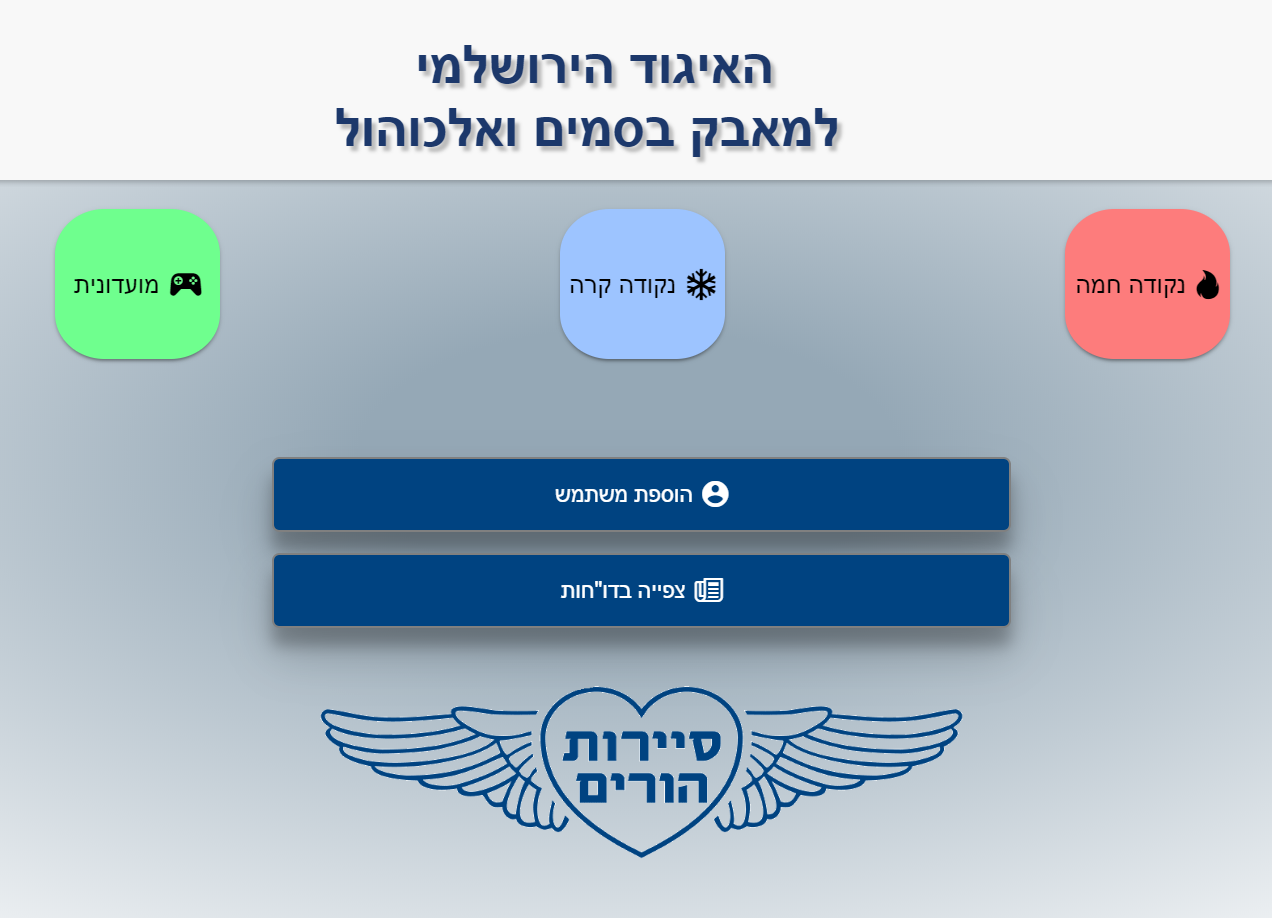 האיגוד הירושלמי
למאבק בסמים ואלכוהול
נקודה חמה
נקודה קרה
מועדונית
הוספת משתמש
צפייה בדו"חות
סיירות
הורים